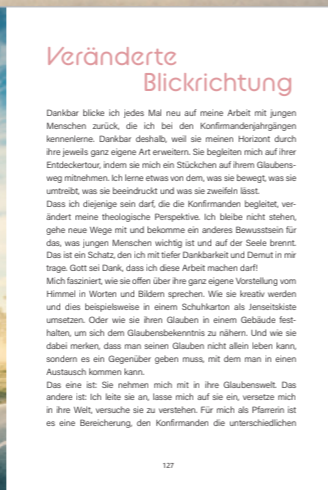 Veränderte
Blickrichtung
Dankbar blicke ich jedes Mal neu auf meine Arbeit mit jungen
Menschen zurück, die ich bei den Konfirmandenjahrgängen
kennenlerne. Dankbar deshalb, weil sie meinen Horizont durch
ihre jeweils ganz eigene Art erweitern. Sie begleiten mich auf ihrer
Entdeckertour, indem sie mich ein Stückchen auf ihrem Glaubens-
weg mitnehmen. Ich lerne etwas von dem, was sie bewegt, was sie
umtreibt, was sie beeindruckt und was sie zweifeln lässt.
Dass ich diejenige sein darf, die die Konfirmanden begleitet, ver-
ändert meine theologische Perspektive. Ich bleibe nicht stehen,
gehe neue Wege mit und bekomme ein anderes Bewusstsein für
das, was jungen Menschen wichtig ist und auf der Seele brennt.
Das ist ein Schatz, den ich mit tiefer Dankbarkeit und Demut in mir
trage. Gott sei Dank, dass ich diese Arbeit machen darf!
Mich fasziniert, wie sie offen über ihre ganz eigene Vorstellung vom
Himmel in Worten und Bildern sprechen. Wie sie kreativ werden
und dies beispielsweise in einem Schuhkarton als Jenseitskiste
umsetzen. Oder wie sie ihren Glauben in einem Gebäude fest-
halten, um sich dem Glaubensbekenntnis zu nähern. Und wie sie
dabei merken, dass man seinen Glauben nicht allein leben kann,
sondern es ein Gegenüber geben muss, mit dem man in einen
Austausch kommen kann.
Das eine ist: Sie nehmen mich mit in ihre Glaubenswelt. Das
andere ist: Ich leite sie an, lasse mich auf sie ein, versetze mich
in ihre Welt, versuche sie zu verstehen. Für mich als Pfarrerin ist
es eine Bereicherung, den Konfirmanden die unterschiedlichen
127